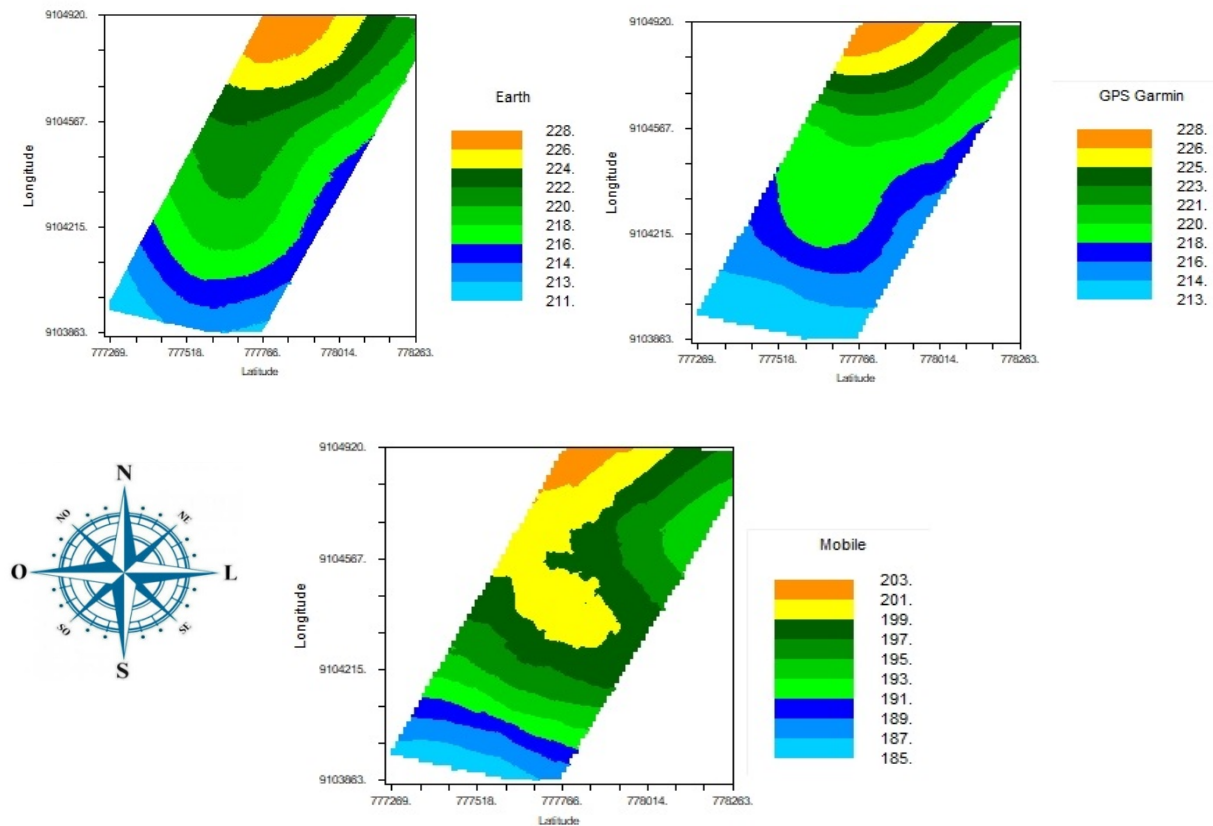 9104920.
9104567.
9104215.
9103863.
Longitude
777269. 777518. 777766. 778014. 778263.
Latitude
Earth
228.
226.
224.
222.
220.
218.
216.
214.
213.
211.
9104920.
9104567.
9104215.
9103863.
Longitude
777269. 777518. 777766. 778014. 778263.
Latitude
GPS Garmin
228.
226.
225.
223.
221.
220.
218.
216.
214.
213.
N
NO NE
O L
SO SE
S
9104920.
9104567.
9104215.
9103863.
Longitude
777269. 777518. 777766. 778014. 778263.
Latitude
Mobile
203.
201.
199.
197.
195.
193.
191.
189.
187.
185.